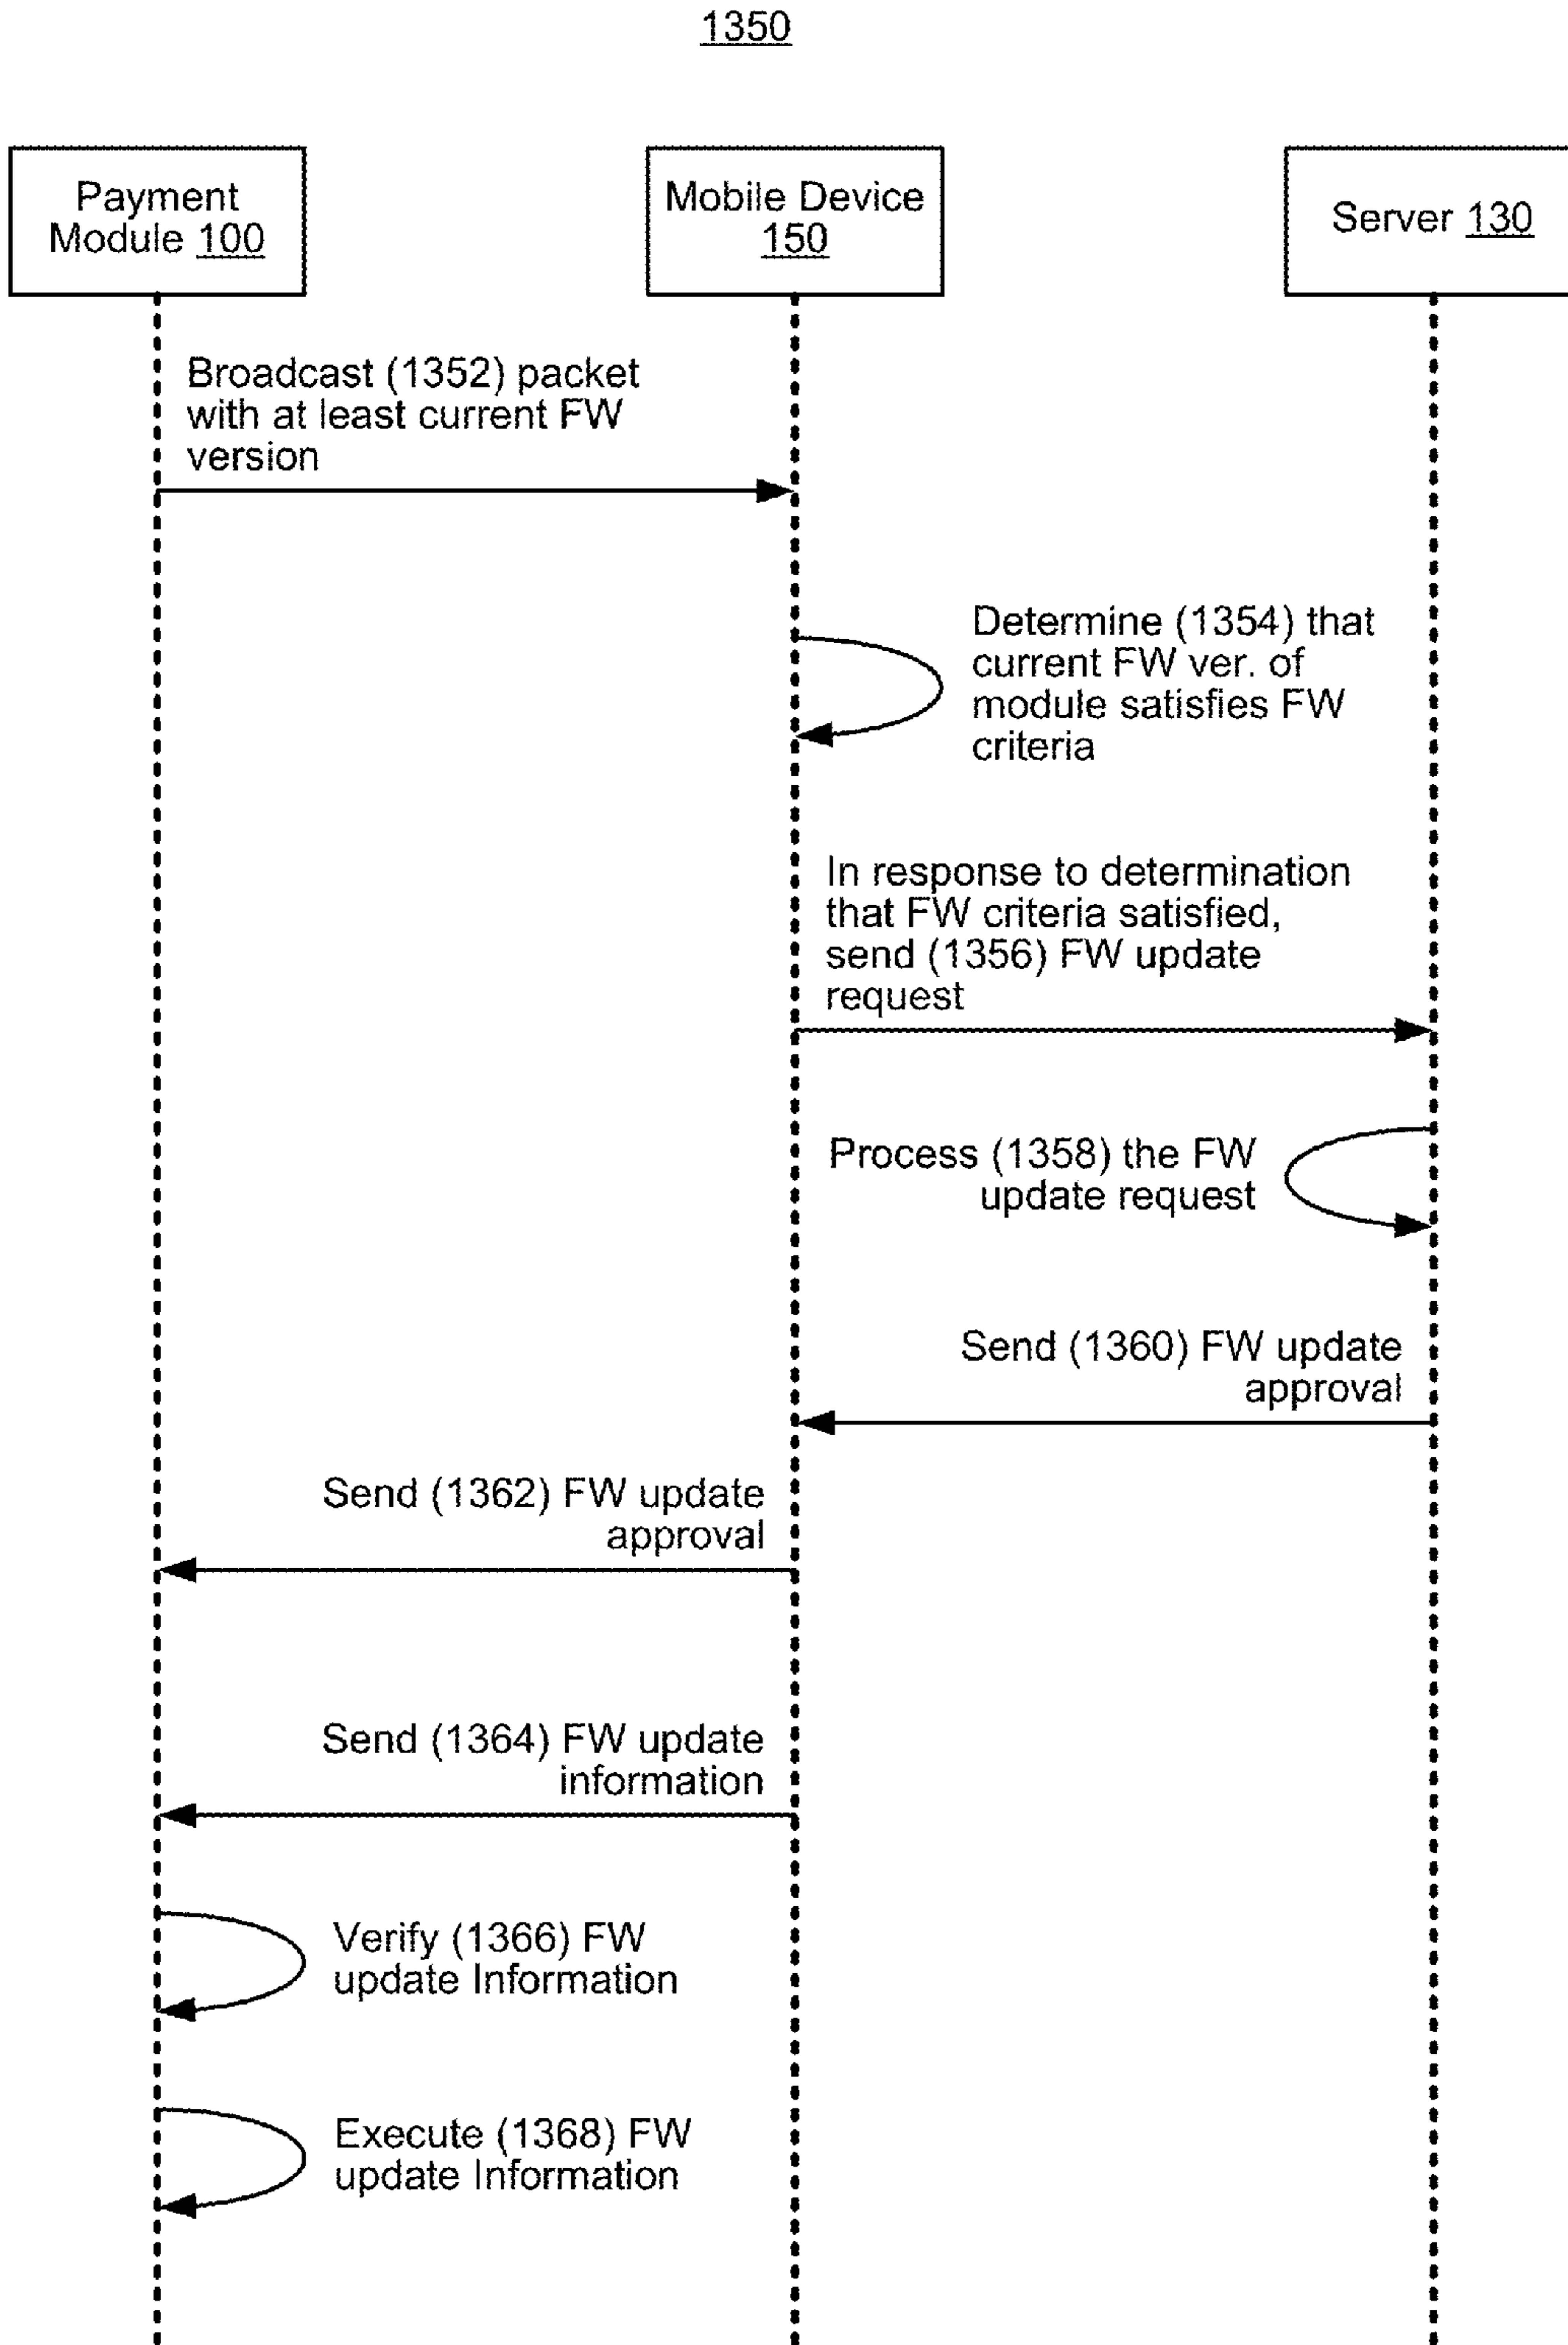 1350
Payment
Module 100
Mobile Device
150
Server 130
Broadcast (1352) packet
with at least current FW
version
Determine (1354) that
current FW ver. of
module satisfies FW
criteria
In response to determination
that FW criteria satisfied,
send (1356) FW update
request
Process (1358) the FW
update request
Send (1360) FW update
approval
Send (1362) FW update
approval
Send (1364) FW update
information
Verify (1366) FW
update Information
Execute (1368) FW
update Information